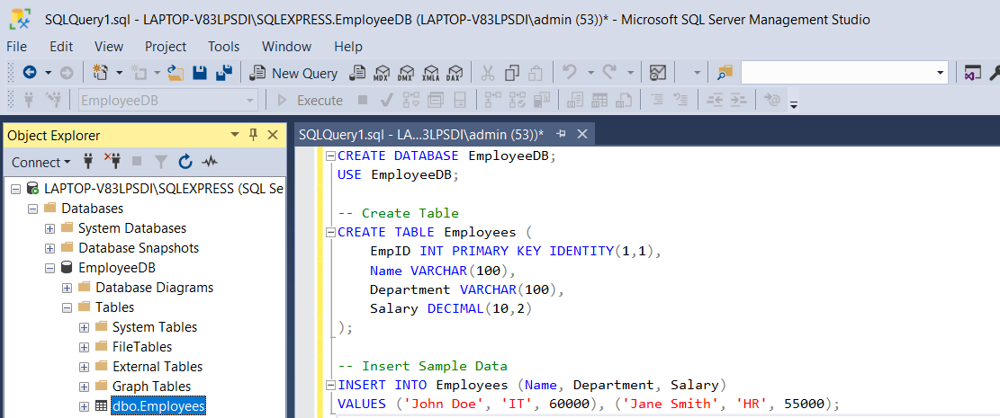 SQLQuery1.sql - LAPTOP-V83LPSDI\SQLEXPRESS.EmployeeDB (LAPTOP-V83LPSDI\admin (53))* - Microsoft SQL Server Management Studio
File Edit View Project Tools Window Help
New Query MDX DMX XMLA DAX
EmployeeDB Execute
Object Explorer
Connect
LAPTOP-V83LPSDI\SQLEXPRESS (SQL Se
Databases
System Databases
Database Snapshots
EmployeeDB
Database Diagrams
Tables
System Tables
FileTables
External Tables
Graph Tables
dbo.Employees
SQLQuery1.sql - LA...3LPSDI\admin (53))*
CREATE DATABASE EmployeeDB;
USE EmployeeDB;
-- Create Table
CREATE TABLE Employees (
EmpID INT PRIMARY KEY IDENTITY(1,1),
Name VARCHAR(100),
Department VARCHAR(100),
Salary DECIMAL(10,2)
);
-- Insert Sample Data
INSERT INTO Employees (Name, Department, Salary)
VALUES ('John Doe', 'IT', 60000), ('Jane Smith', 'HR', 55000);